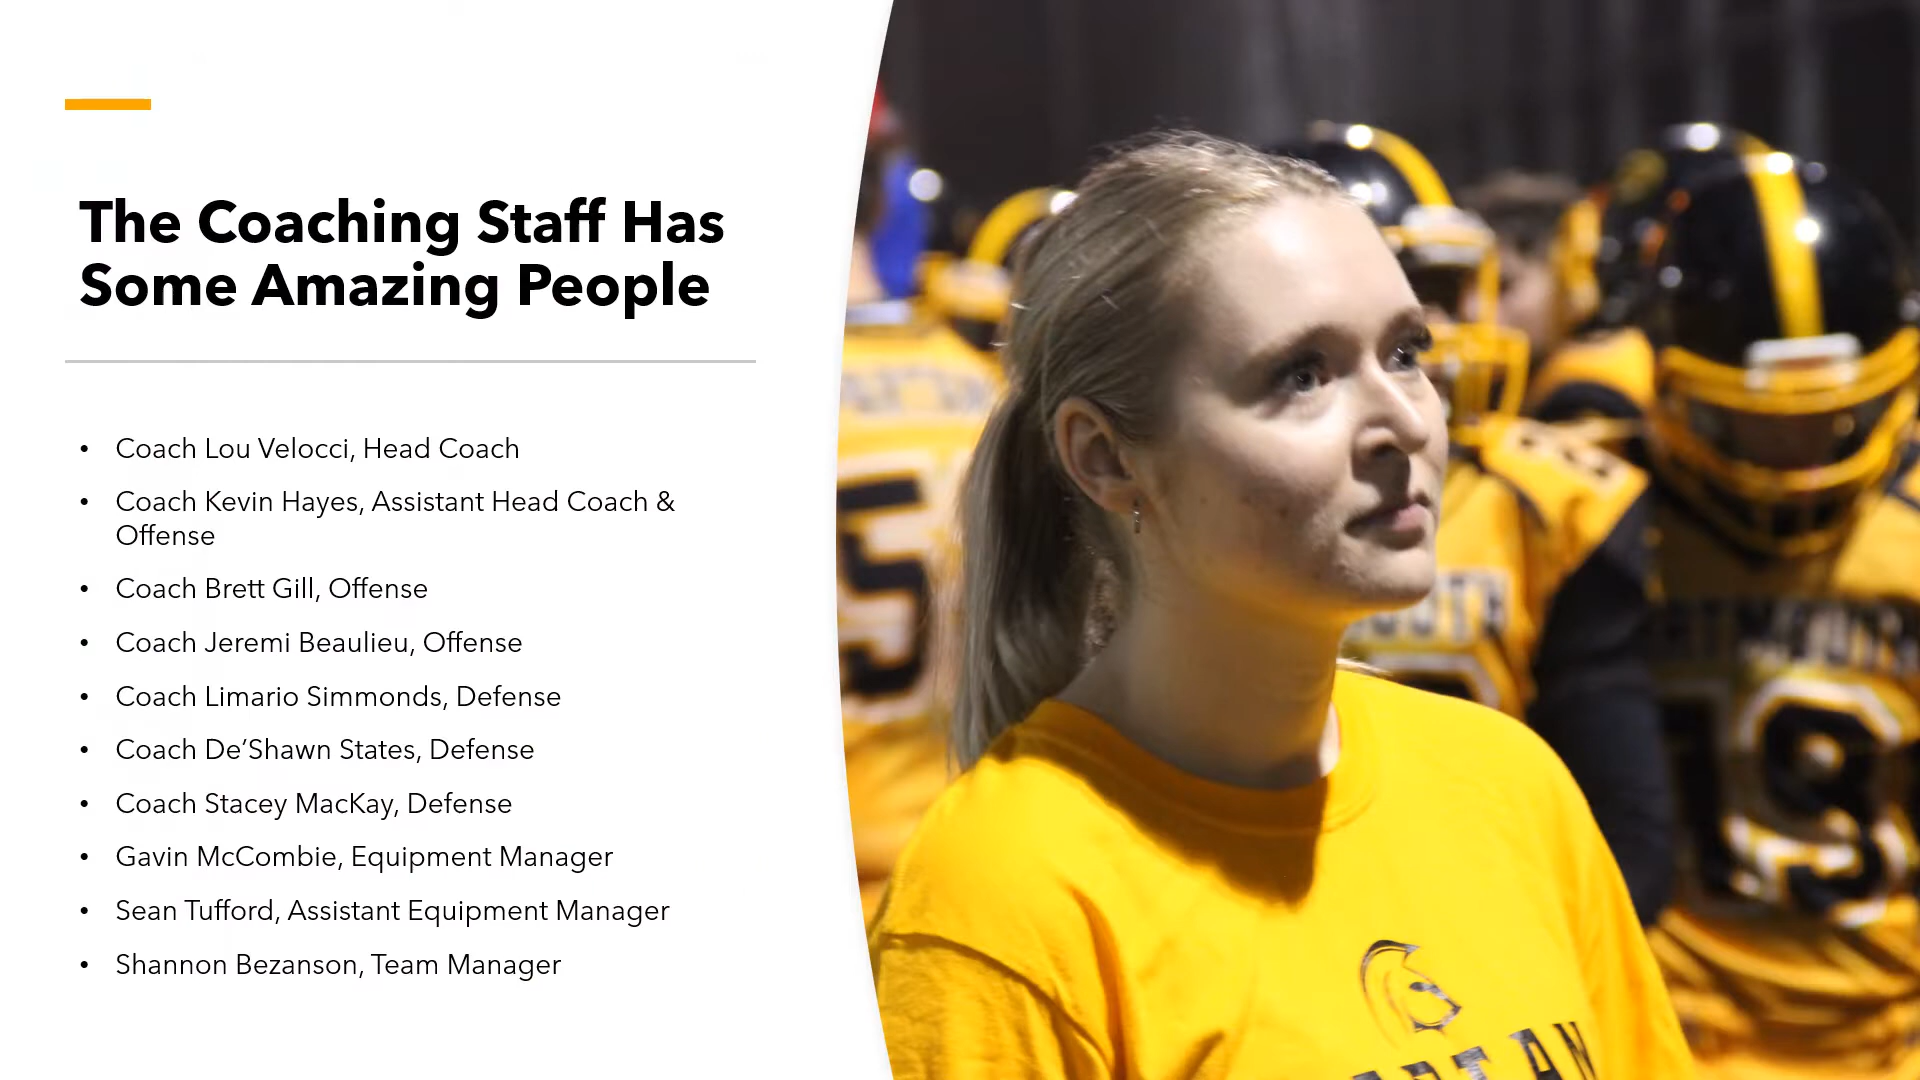 The Coaching Staff Has
Some Amazing People
• Coach Lou Velocci, Head Coach
• Coach Kevin Hayes, Assistant Head Coach &
Offense
• Coach Brett Gill, Offense
• Coach Jeremi Beaulieu, Offense
• Coach Limario Simmonds, Defense
• Coach De’Shawn States, Defense
• Coach Stacey MacKay, Defense
• Gavin McCombie, Equipment Manager
• Sean Tufford, Assistant Equipment Manager
• Shannon Bezanson, Team Manager